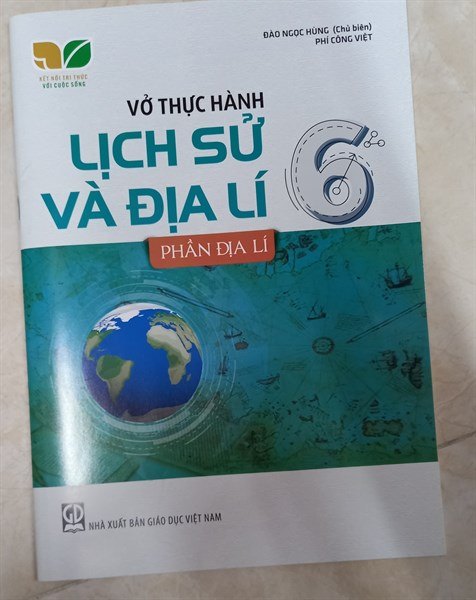 KẾT NỐI TRI THỨC
VỚI CUỘC SỐNG
ĐÀO NGỌC HÙNG (Chủ biên)
PHÍ CÔNG VIỆT
VỞ THỰC HÀNH
LỊCH SỬ
VÀ ĐỊA LÍ
6
PHẦN ĐỊA LÍ
GD
NHÀ XUẤT BẢN GIÁO DỤC VIỆT NAM